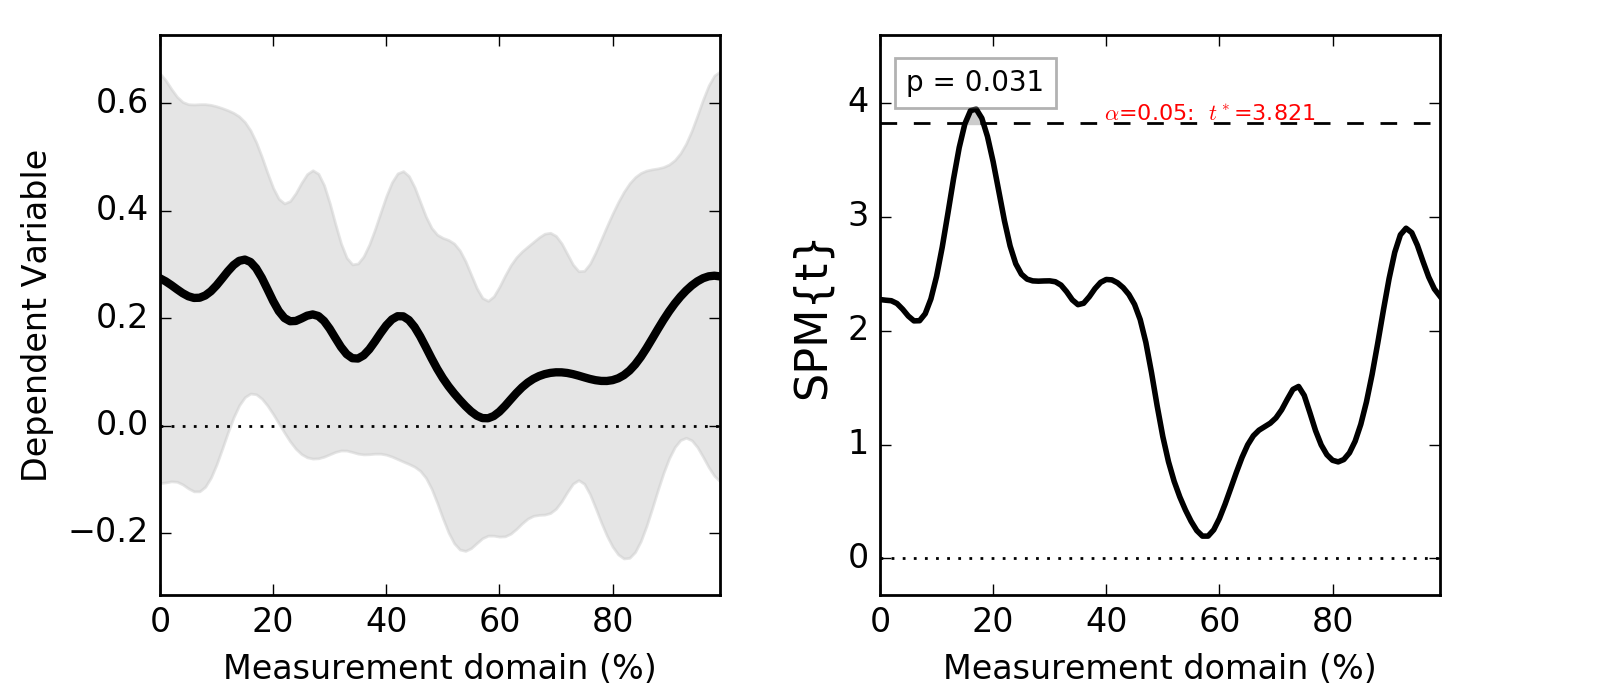 0.6
0.4
0.2
0.0
−0.2
Dependent Variable
0 20 40 60 80
Measurement domain (%)
p = 0.031
α=0.05: t*=3.821
4
3
2
1
0
SPM{t}
0 20 40 60 80
Measurement domain (%)